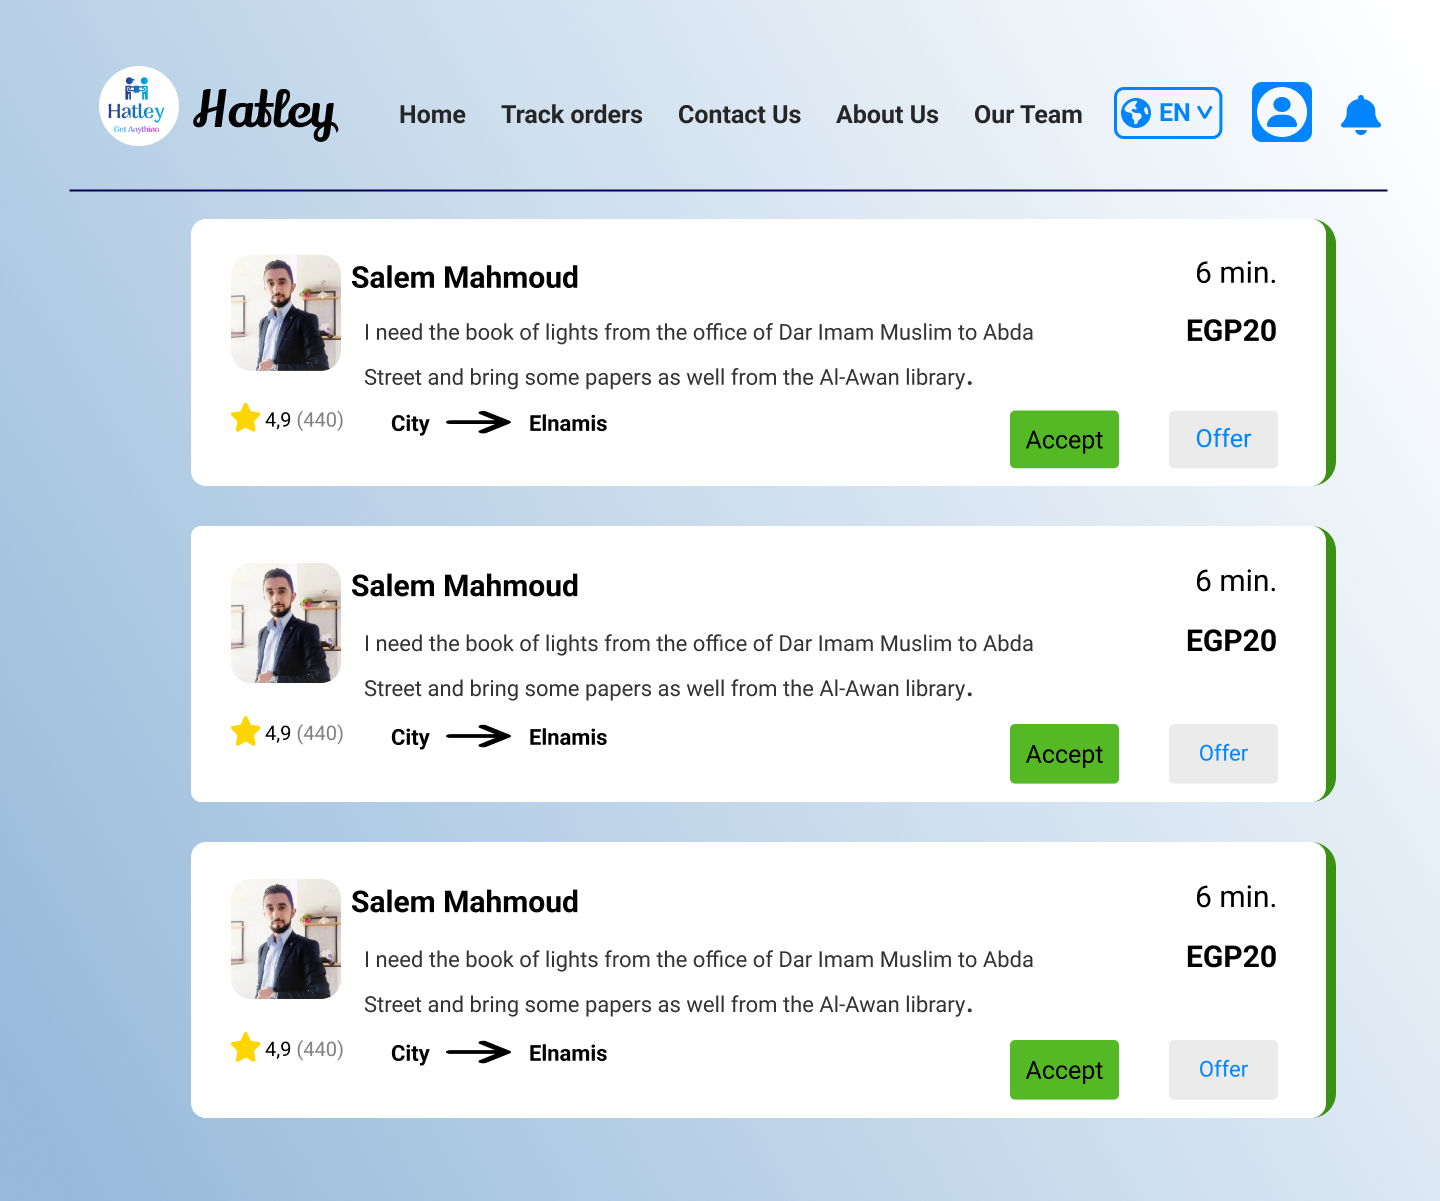 Hatley
Get Anything
Hatley
Home Track orders Contact Us About Us Our Team EN
Salem Mahmoud
6 min.
I need the book of lights from the office of Dar Imam Muslim to Abda
EGP20
Street and bring some papers as well from the Al-Awan library.
4,9 (440) City Elnamis
Accept Offer
Salem Mahmoud
6 min.
I need the book of lights from the office of Dar Imam Muslim to Abda
EGP20
Street and bring some papers as well from the Al-Awan library.
4,9 (440) City Elnamis
Accept Offer
Salem Mahmoud
6 min.
I need the book of lights from the office of Dar Imam Muslim to Abda
EGP20
Street and bring some papers as well from the Al-Awan library.
4,9 (440) City Elnamis
Accept Offer